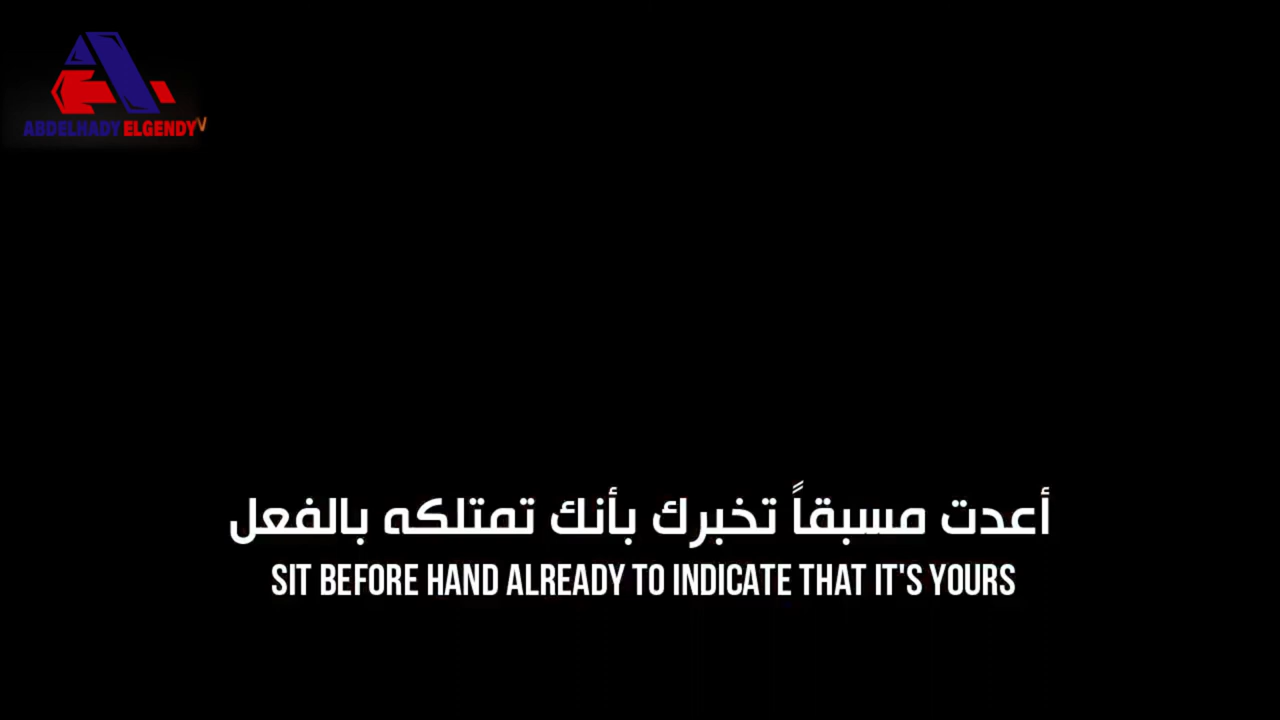 ABDELHADY ELGENDY V
أعدت مسبقاً تخبرك بأنك تمتلكه بالفعل
SIT BEFORE HAND ALREADY TO INDICATE THAT IT'S YOURS